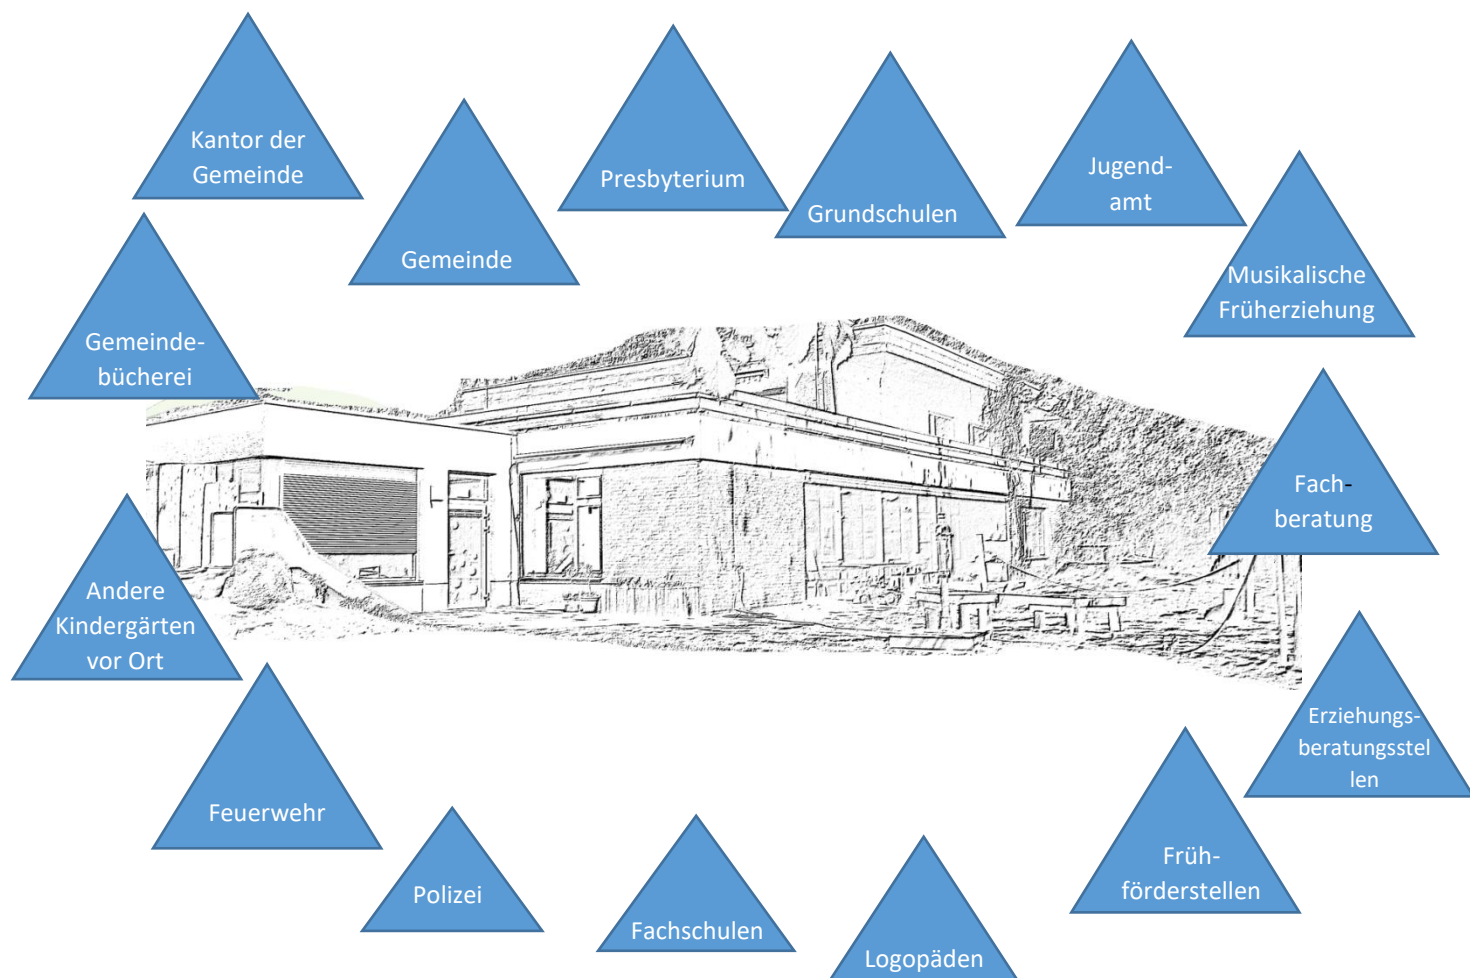 Kantor der
Gemeinde
Gemeinde
Presbyterium
Grundschulen
Jugend-
amt
Musikalische
Früherziehung
Gemeinde-
bücherei
Fach-
beratung
Andere
Kindergärten
vor Ort
Erziehungs-
beratungsstel
len
Feuerwehr
Früh-
förderstellen
Polizei
Fachschulen
Logopäden